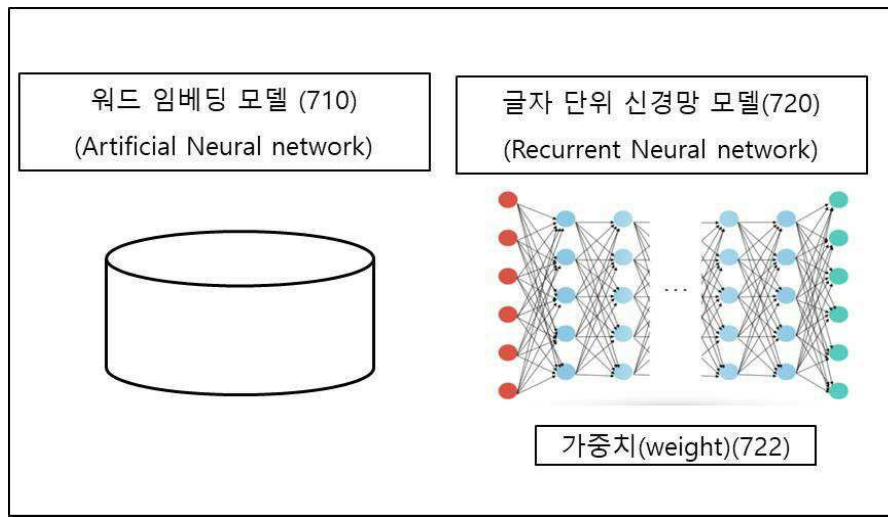 워드 임베딩 모델 (710)
(Artificial Neural network)
글자 단위 신경망 모델(720)
(Recurrent Neural network)
...
가중치(weight)(722)